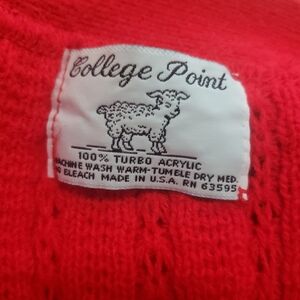 College Point
100% TURBO ACRYLIC
MACHINE WASH WARM-TUMBLE DRY MED.
NO BLEACH MADE IN U.S.A. RN 63595